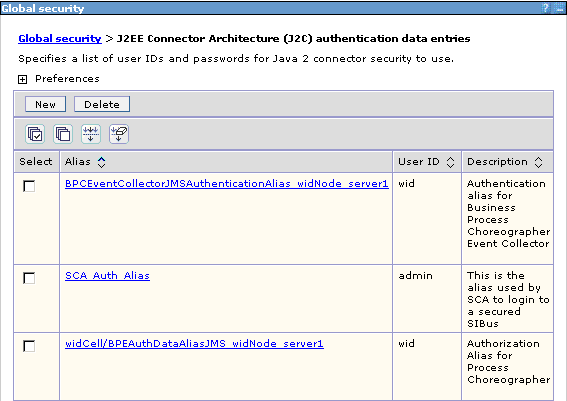 Global security
? _
Global security > J2EE Connector Architecture (J2C) authentication data entries
Specifies a list of user IDs and passwords for Java 2 connector security to use.
Preferences
New Delete
Select Alias User ID Description
BPCEventCollectorJMSAuthenticationAlias_widNode_server1 wid Authentication
alias for
Business
Process
Choreographer
Event Collector
SCA_Auth_Alias admin This is the
alias used by
SCA to login to
a secured
SIBus
widCell/BPEAuthDataAliasJMS_widNode_server1 wid Authorization
Alias for
Process
Choreographer